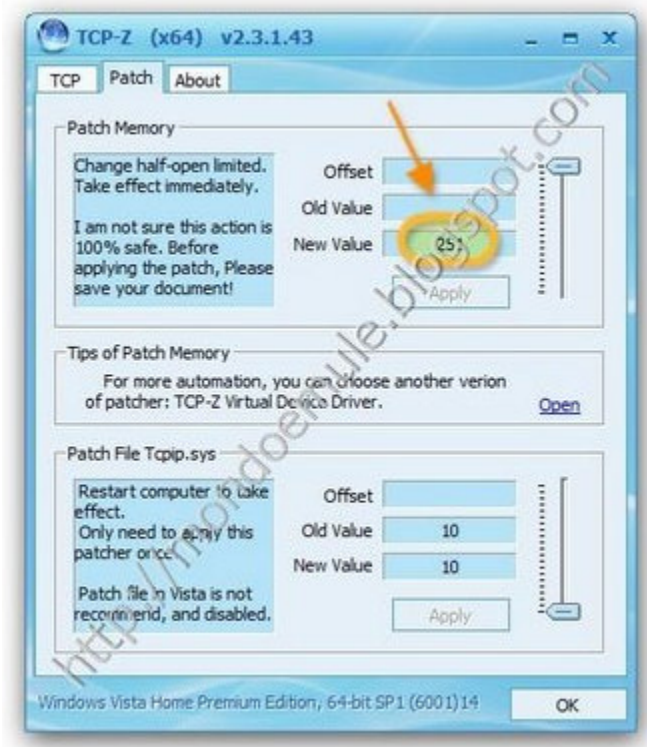 TCP-Z (x64) v2.3.1.43
TCP Patch About
Patch Memory
Change half-open limited.
Take effect immediately.
I am not sure this action is
100% safe. Before
applying the patch, Please
save your document!
Offset
Old Value
New Value 251
Apply
Tips of Patch Memory
For more automation, you can choose another verion
of patcher: TCP-Z Virtual Device Driver.
Open
Patch File Tcpip.sys
Restart computer to take
effect.
Only need to apply this
patcher once
Patch file in Vista is not
recommend, and disabled.
Offset
Old Value 10
New Value 10
Apply
Windows Vista Home Premium Edition, 64-bit SP1 (6001)14
OK
http://mondoemule.blogspot.com